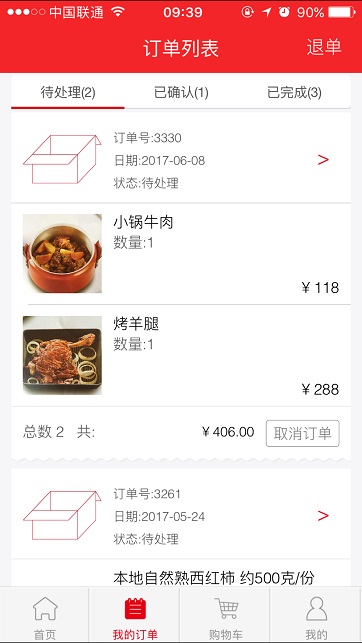 中国联通 09:39 90%
订单列表 退单
待处理(2) 已确认(1) 已完成(3)
订单号:3330
日期:2017-06-08
>
状态:待处理
小锅牛肉
数量:1
¥ 118
烤羊腿
数量:1
¥ 288
总数 2 共: ¥ 406.00 取消订单
订单号:3261
日期:2017-05-24
>
状态:待处理
本地自然熟西红柿 约500克/份
首页 我的订单 购物车 我的